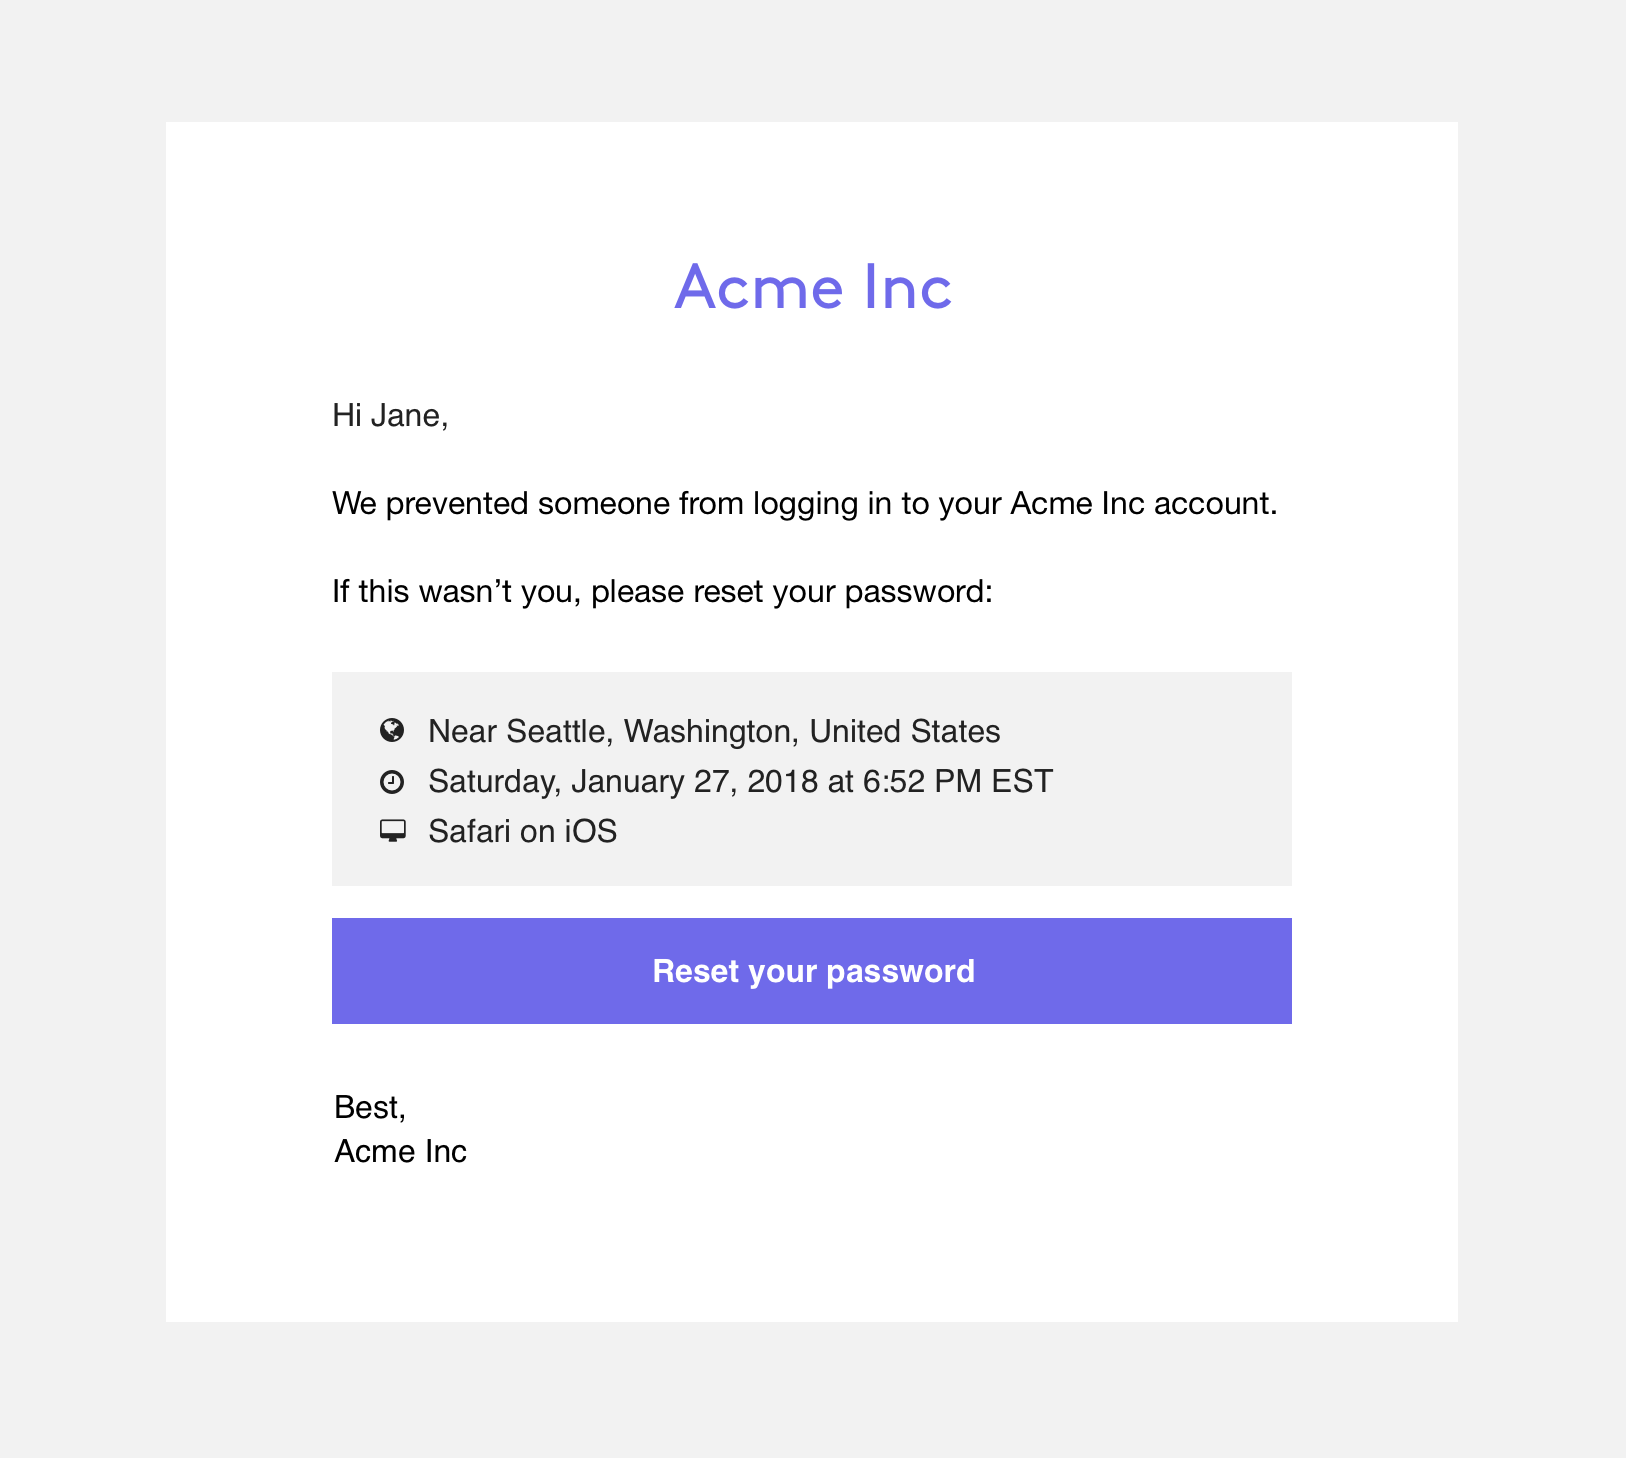 Acme Inc
Hi Jane,
We prevented someone from logging in to your Acme Inc account.
If this wasn’t you, please reset your password:
Near Seattle, Washington, United States
Saturday, January 27, 2018 at 6:52 PM EST
Safari on iOS
Reset your password
Best,
Acme Inc